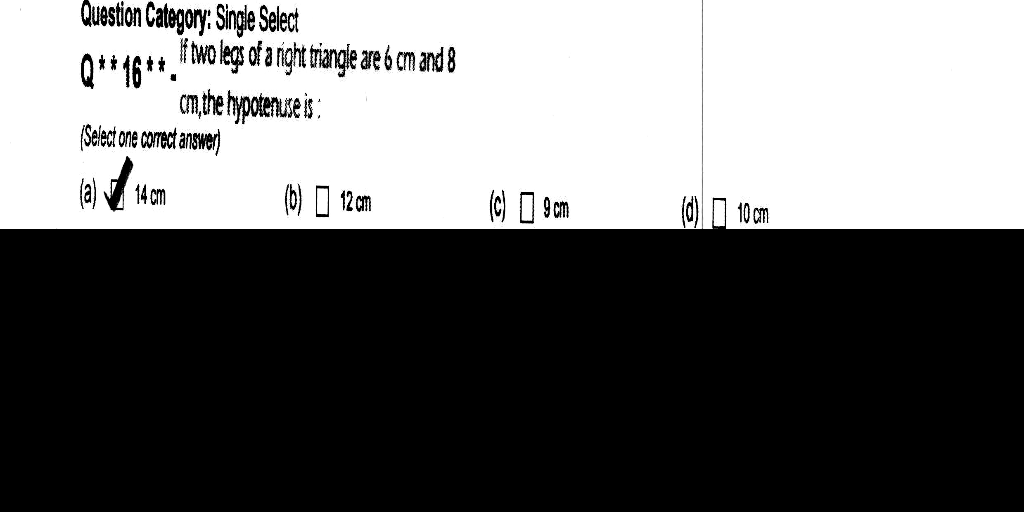 Question Category: Single Select
Q**16**. If two legs of a right triangle are 6 cm and 8
cm,the hypotenuse is :
(Select one correct answer)
(a) 14 cm (b) 12 cm (c) 9 cm (d) 10 cm